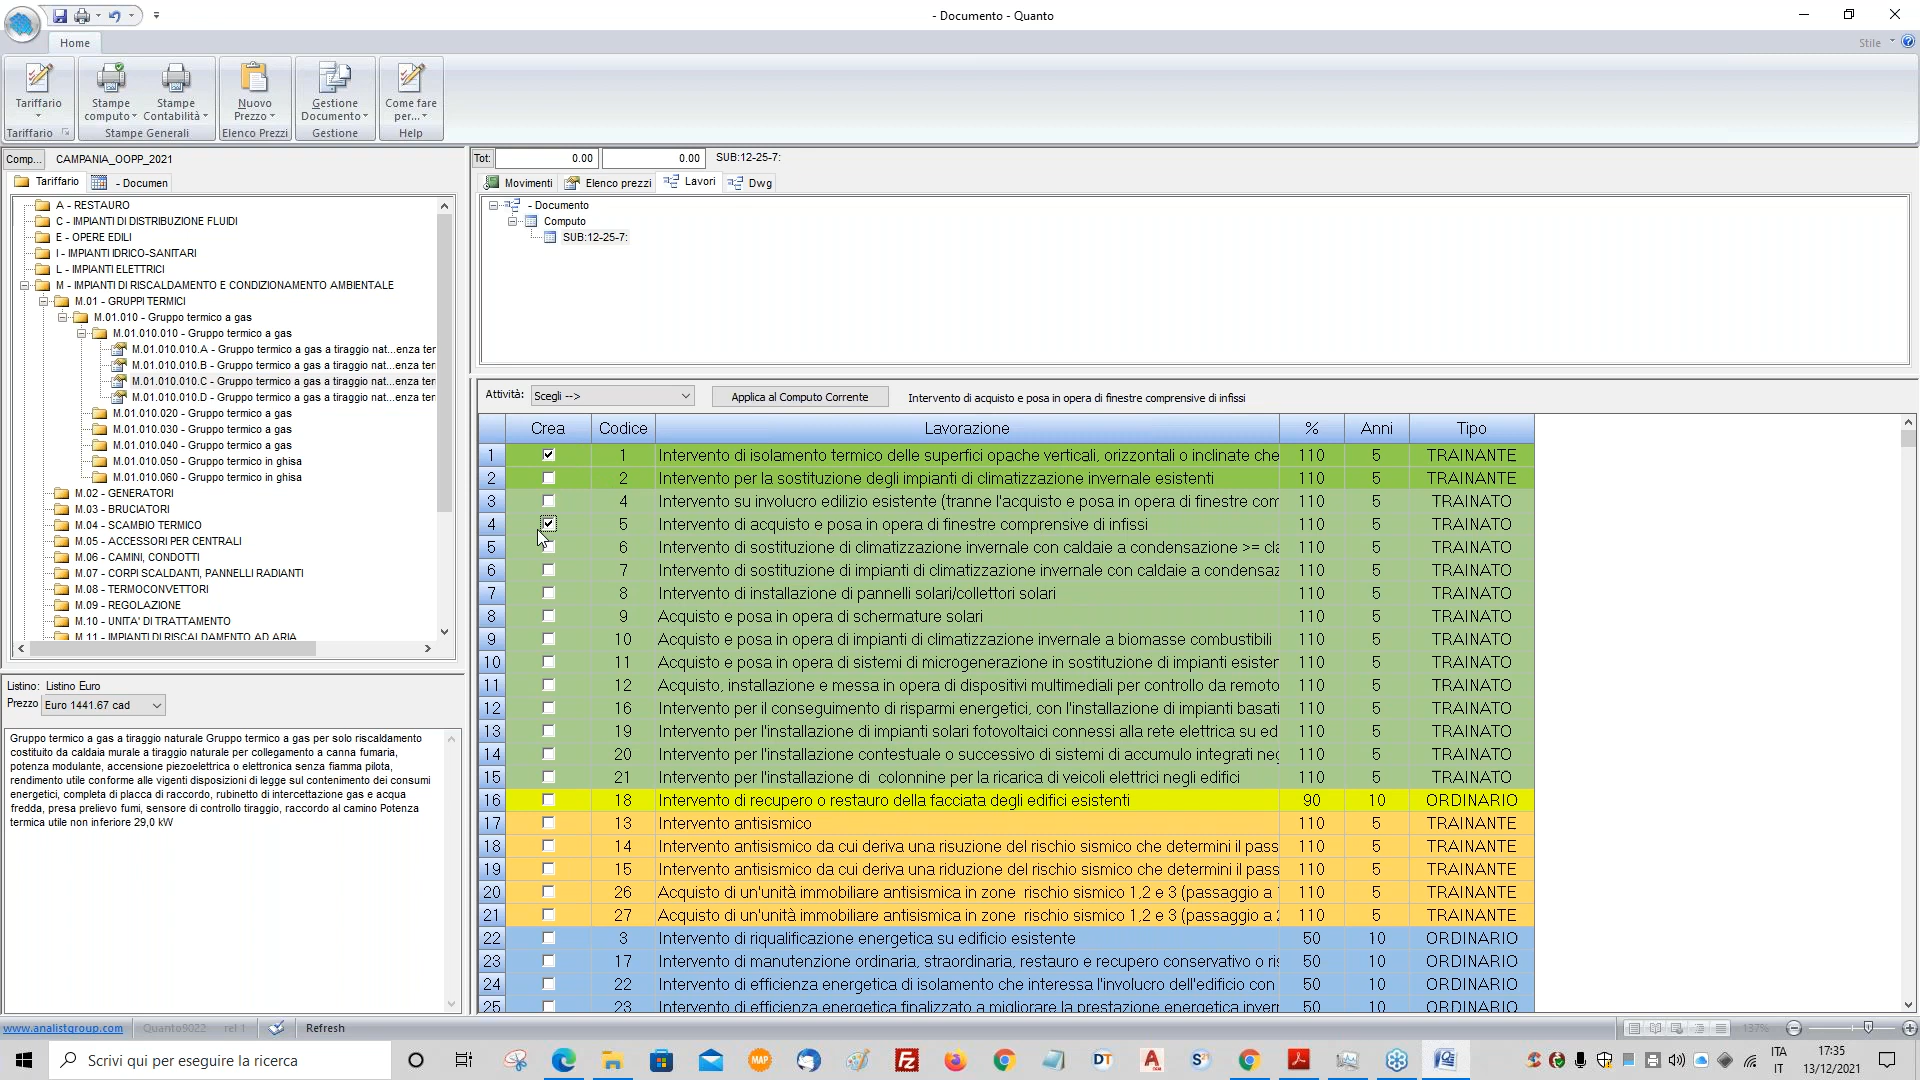 - Documento - Quanto
Home
Stile
Tariffario
Stampe computo
Stampe Contabilità
Nuovo Prezzo
Gestione Documento
Come fare per...
Tariffario
Stampe Generali
Elenco Prezzi
Gestione
Help
Comp...
CAMPANIA_OOPP_2021
Tariffario
- Documen
A - RESTAURO
C - IMPIANTI DI DISTRIBUZIONE FLUIDI
E - OPERE EDILI
I - IMPIANTI IDRICO-SANITARI
L - IMPIANTI ELETTRICI
M - IMPIANTI DI RISCALDAMENTO E CONDIZIONAMENTO AMBIENTALE
M.01 - GRUPPI TERMICI
M.01.010 - Gruppo termico a gas
M.01.010.010 - Gruppo termico a gas
M.01.010.010.A - Gruppo termico a gas a tiraggio nat...enza ter
M.01.010.010.B - Gruppo termico a gas a tiraggio nat...enza ter
M.01.010.010.C - Gruppo termico a gas a tiraggio nat...enza ter
M.01.010.010.D - Gruppo termico a gas a tiraggio nat...enza ter
M.01.010.020 - Gruppo termico a gas
M.01.010.030 - Gruppo termico a gas
M.01.010.040 - Gruppo termico a gas
M.01.010.050 - Gruppo termico in ghisa
M.01.010.060 - Gruppo termico in ghisa
M.02 - GENERATORI
M.03 - BRUCIATORI
M.04 - SCAMBIO TERMICO
M.05 - ACCESSORI PER CENTRALI
M.06 - CAMINI, CONDOTTI
M.07 - CORPI SCALDANTI, PANNELLI RADIANTI
M.08 - TERMOCONVETTORI
M.09 - REGOLAZIONE
M.10 - UNITA' DI TRATTAMENTO
M.11 - IMPIANTI DI RISCALDAMENTO AD ARIA
Listino: Listino Euro
Prezzo Euro 1441.67 cad
Gruppo termico a gas a tiraggio naturale Gruppo termico a gas per solo riscaldamento
costituito da caldaia murale a tiraggio naturale per collegamento a canna fumaria,
potenza modulante, accensione piezoelettrica o elettronica senza fiamma pilota,
rendimento utile conforme alle vigenti disposizioni di legge sul contenimento dei consumi
energetici, completa di placca di raccordo, rubinetto di intercettazione gas e acqua
fredda, presa prelievo fumi, sensore di controllo tiraggio, raccordo al camino Potenza
termica utile non inferiore 29,0 kW
Tot: 0.00 0.00 SUB:12-25-7:
Movimenti Elenco prezzi Lavori Dwg
- Documento
Computo
SUB:12-25-7:
Attività: Scegli --> Applica al Computo Corrente Intervento di acquisto e posa in opera di finestre comprensive di infissi
Crea Codice Lavorazione % Anni Tipo
1 1 Intervento di isolamento termico delle superfici opache verticali, orizzontali o inclinate che 110 5 TRAINANTE
2 2 Intervento per la sostituzione degli impianti di climatizzazione invernale esistenti 110 5 TRAINANTE
3 4 Intervento su involucro edilizio esistente (tranne l'acquisto e posa in opera di finestre com 110 5 TRAINATO
4 5 Intervento di acquisto e posa in opera di finestre comprensive di infissi 110 5 TRAINATO
5 6 Intervento di sostituzione di climatizzazione invernale con caldaie a condensazione >= cla 110 5 TRAINATO
6 7 Intervento di sostituzione di impianti di climatizzazione invernale con caldaie a condensaz 110 5 TRAINATO
7 8 Intervento di installazione di pannelli solari/collettori solari 110 5 TRAINATO
8 9 Acquisto e posa in opera di schermature solari 110 5 TRAINATO
9 10 Acquisto e posa in opera di impianti di climatizzazione invernale a biomasse combustibili 110 5 TRAINATO
10 11 Acquisto e posa in opera di sistemi di microgenerazione in sostituzione di impianti esisten 110 5 TRAINATO
11 12 Acquisto, installazione e messa in opera di dispositivi multimediali per controllo da remoto 110 5 TRAINATO
12 16 Intervento per il conseguimento di risparmi energetici, con l'installazione di impianti basati 110 5 TRAINATO
13 19 Intervento per l'installazione di impianti solari fotovoltaici connessi alla rete elettrica su ed 110 5 TRAINATO
14 20 Intervento per l'installazione contestuale o successivo di sistemi di accumulo integrati neg 110 5 TRAINATO
15 21 Intervento per l'installazione di colonnine per la ricarica di veicoli elettrici negli edifici 110 5 TRAINATO
16 18 Intervento di recupero o restauro della facciata degli edifici esistenti 90 10 ORDINARIO
17 13 Intervento antisismico 110 5 TRAINANTE
18 14 Intervento antisismico da cui deriva una risuzione del rischio sismico che determini il pass 110 5 TRAINANTE
19 15 Intervento antisismico da cui deriva una riduzione del rischio sismico che determini il pass 110 5 TRAINANTE
20 26 Acquisto di un'unità immobiliare antisismica in zone rischio sismico 1,2 e 3 (passaggio a 110 5 TRAINANTE
21 27 Acquisto di un'unità immobiliare antisismica in zone rischio sismico 1,2 e 3 (passaggio a 2 110 5 TRAINANTE
22 3 Intervento di riqualificazione energetica su edificio esistente 50 10 ORDINARIO
23 17 Intervento di manutenzione ordinaria, straordinaria, restauro e recupero conservativo o ris 50 10 ORDINARIO
24 22 Intervento di efficienza energetica di isolamento che interessa l'involucro dell'edificio con 50 10 ORDINARIO
25 23 Intervento di efficienza energetica finalizzato a migliorare la prestazione energetica inver 50 10 ORDINARIO
www.analistgroup.com Quanto9022 rel 1 Refresh
137%
Scrivi qui per eseguire la ricerca
MAP
DT
ITA
IT
17:35
13/12/2021